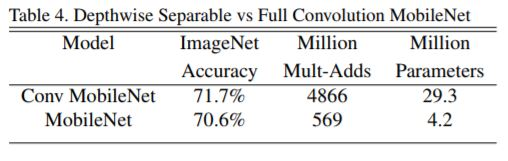 Table 4. Depthwise Separable vs Full Convolution MobileNet
Model ImageNet Million Million
Accuracy Mult-Adds Parameters
Conv MobileNet 71.7% 4866 29.3
MobileNet 70.6% 569 4.2